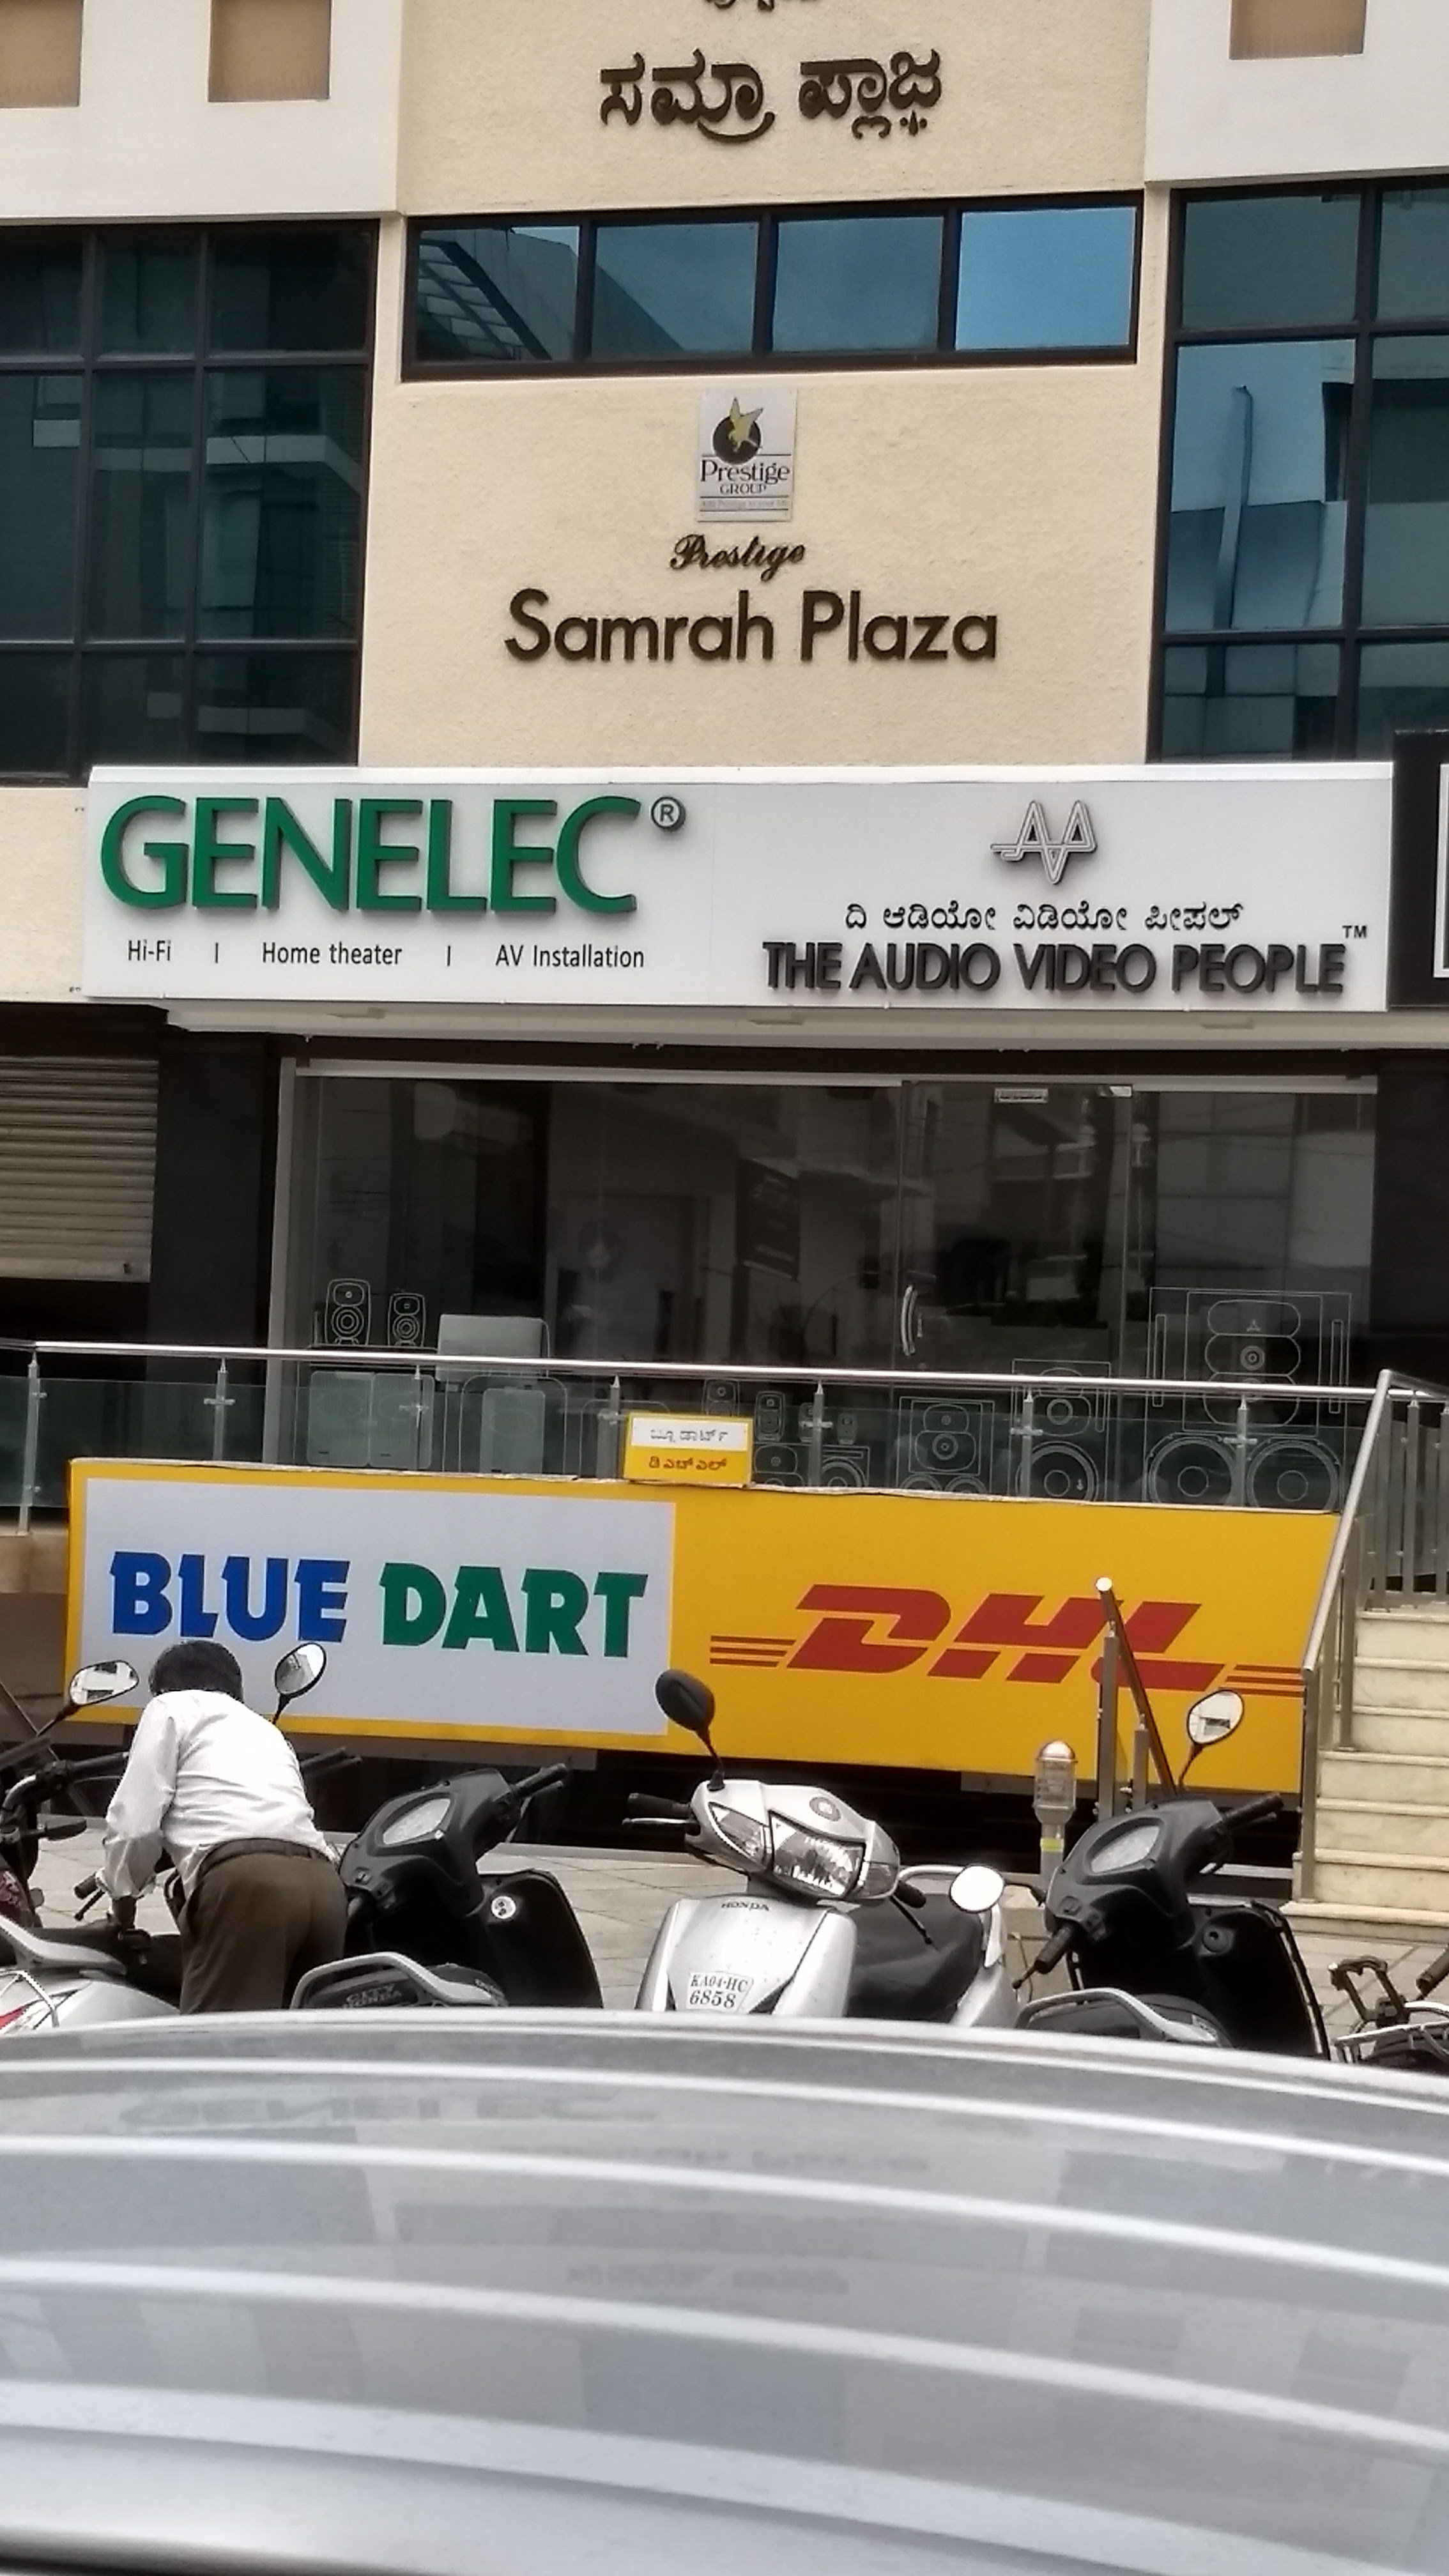 ಸಮ್ರಾ ಪ್ಲಾಜ಼
Prestige
GROUP
Prestige
Samrah Plaza
GENELEC®
Hi-Fi | Home theater | AV Installation
ದಿ ಆಡಿಯೋ ವಿಡಿಯೋ ಪೀಪಲ್
THE AUDIO VIDEO PEOPLE™
ಬ್ಲೂ ಡಾರ್ಟ್
ಡಿಎಚ್ಎಲ್
BLUE DART
DHL
HONDA
KA04-HC
6858